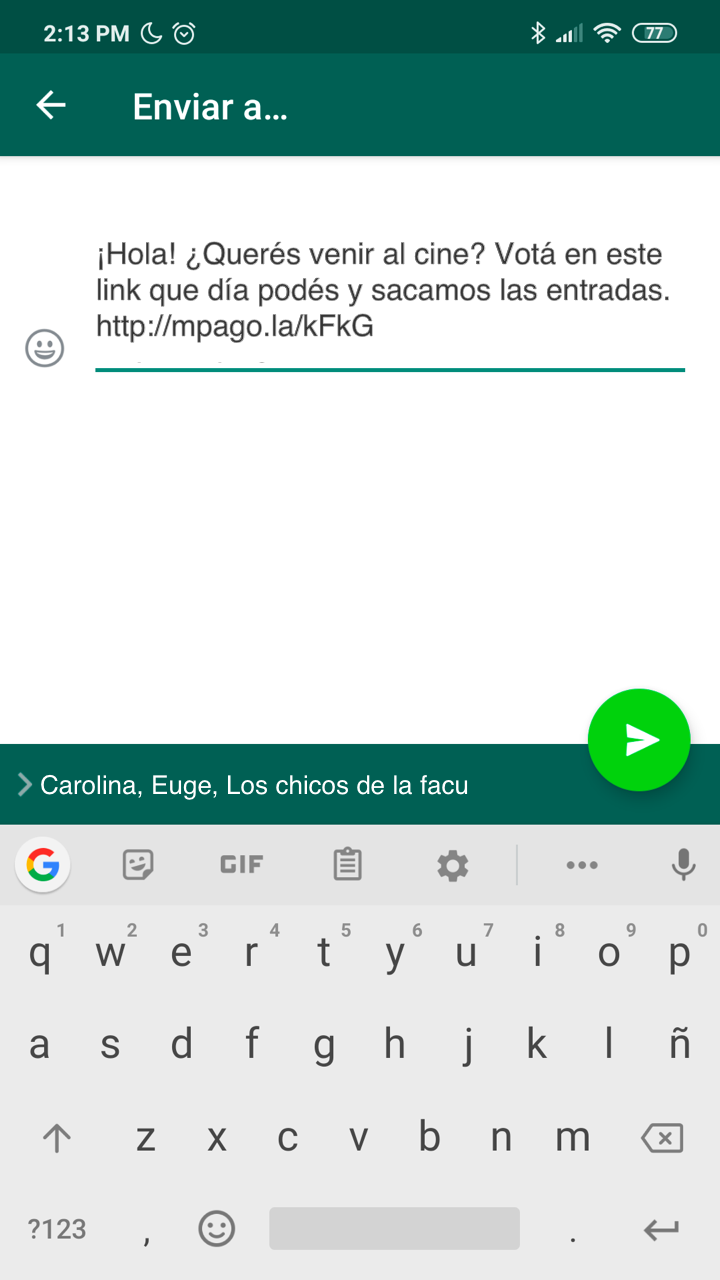 2:13 PM
77
Enviar a...
¡Hola! ¿Querés venir al cine? Votá en este
link que día podés y sacamos las entradas.
http://mpago.la/kFkG
Carolina, Euge, Los chicos de la facu
G GIF
1 2 3 4 5 6 7 8 9 0
q w e r t y u i o p
a s d f g h j k l ñ
z x c v b n m
?123 , .